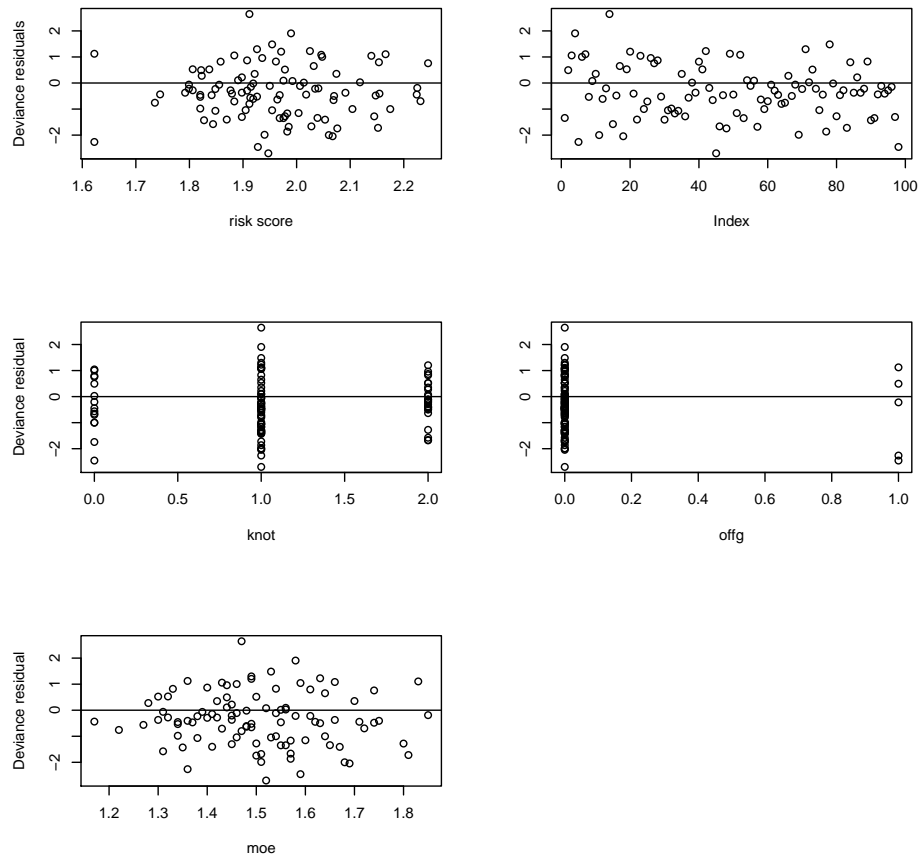 Deviance residuals
2
1
0
−2
1.6 1.7 1.8 1.9 2.0 2.1 2.2
risk score
2
1
0
−2
0 20 40 60 80 100
Index
Deviance residual
2
1
0
−2
0.0 0.5 1.0 1.5 2.0
knot
Deviance residual
2
1
0
−2
0.0 0.2 0.4 0.6 0.8 1.0
offg
Deviance residual
2
1
0
−2
1.2 1.3 1.4 1.5 1.6 1.7 1.8
moe